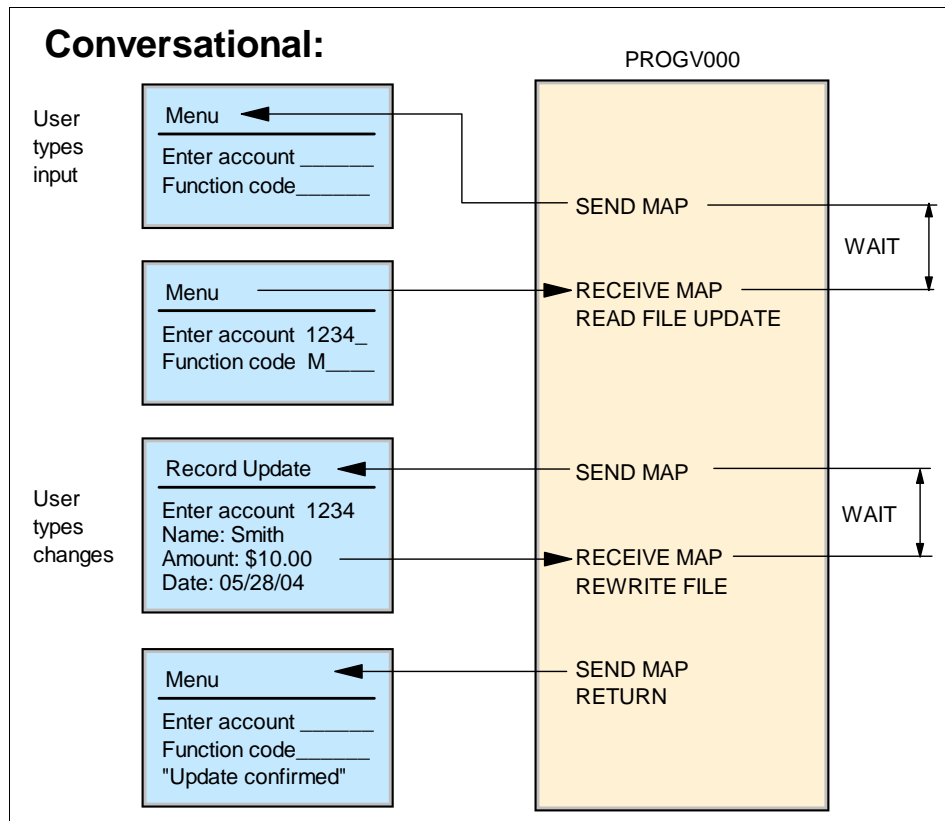 Conversational:
PROGV000
User
types
input
Menu
Enter account ______
Function code______
SEND MAP
WAIT
Menu
Enter account 1234_
Function code M____
RECEIVE MAP
READ FILE UPDATE
User
types
changes
Record Update
Enter account 1234
Name: Smith
Amount: $10.00
Date: 05/28/04
SEND MAP
WAIT
RECEIVE MAP
REWRITE FILE
Menu
Enter account ______
Function code______
"Update confirmed"
SEND MAP
RETURN